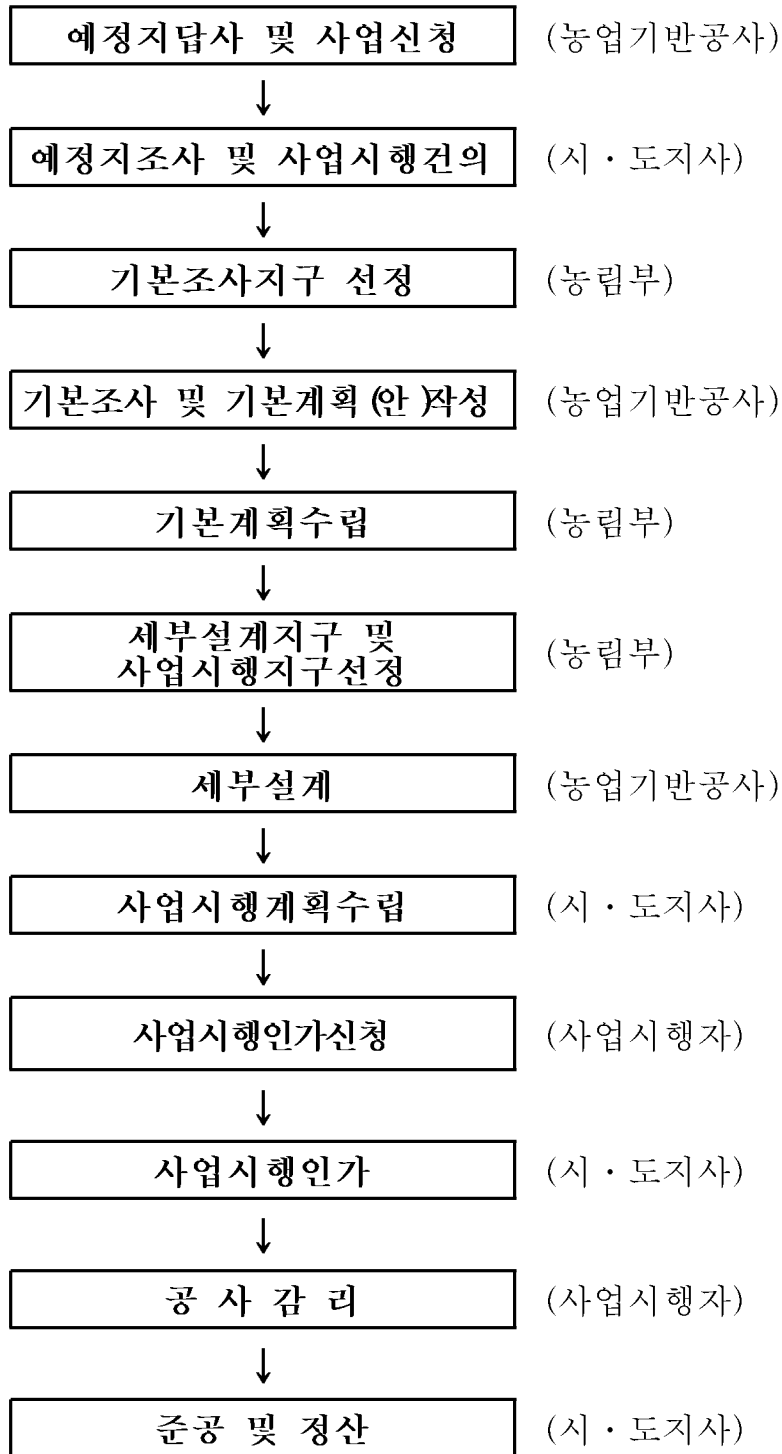 예정지답사 및 사업신청 (농업기반공사)
↓
예정지조사 및 사업시행건의 (시·도지사)
↓
기본조사지구 선정 (농림부)
↓
기본조사 및 기본계획(안)작성 (농업기반공사)
↓
기본계획수립 (농림부)
↓
세부설계지구 및
사업시행지구선정 (농림부)
↓
세부설계 (농업기반공사)
↓
사업시행계획수립 (시·도지사)
↓
사업시행인가신청 (사업시행자)
↓
사업시행인가 (시·도지사)
↓
공 사 감 리 (사업시행자)
↓
준공 및 정산 (시·도지사)